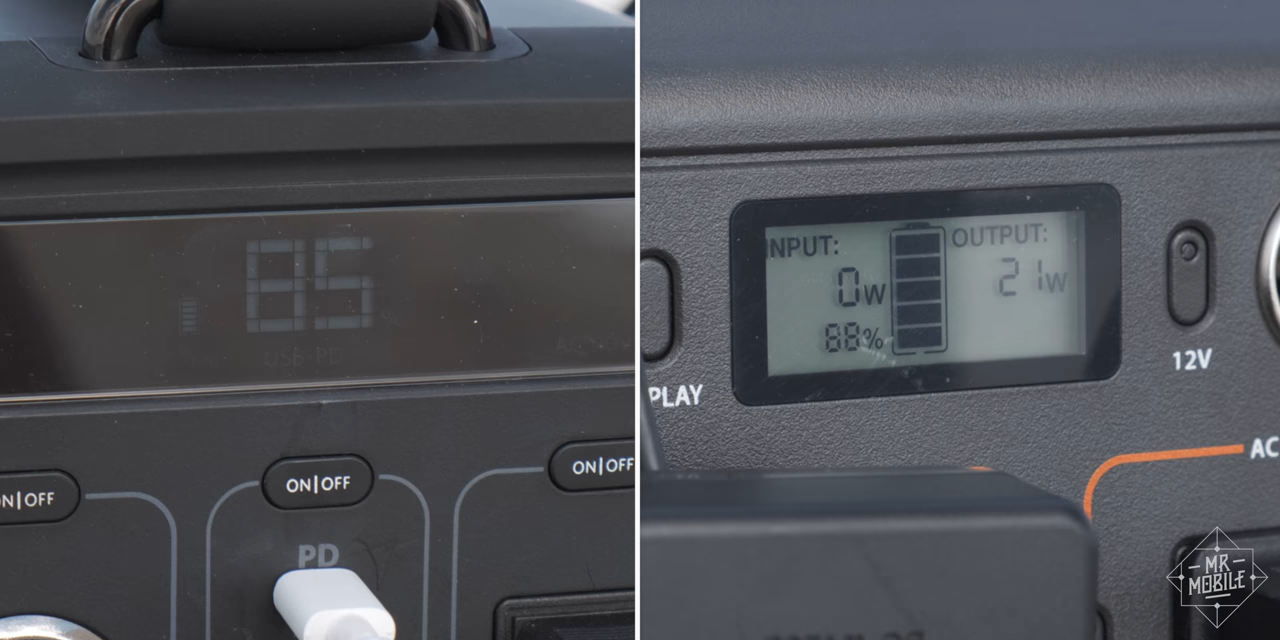 85
USB-PD
ON|OFF
ON|OFF
ON|OFF
PD
INPUT:
0W
88%
OUTPUT:
21W
PLAY
12V
AC
MR
MOBILE